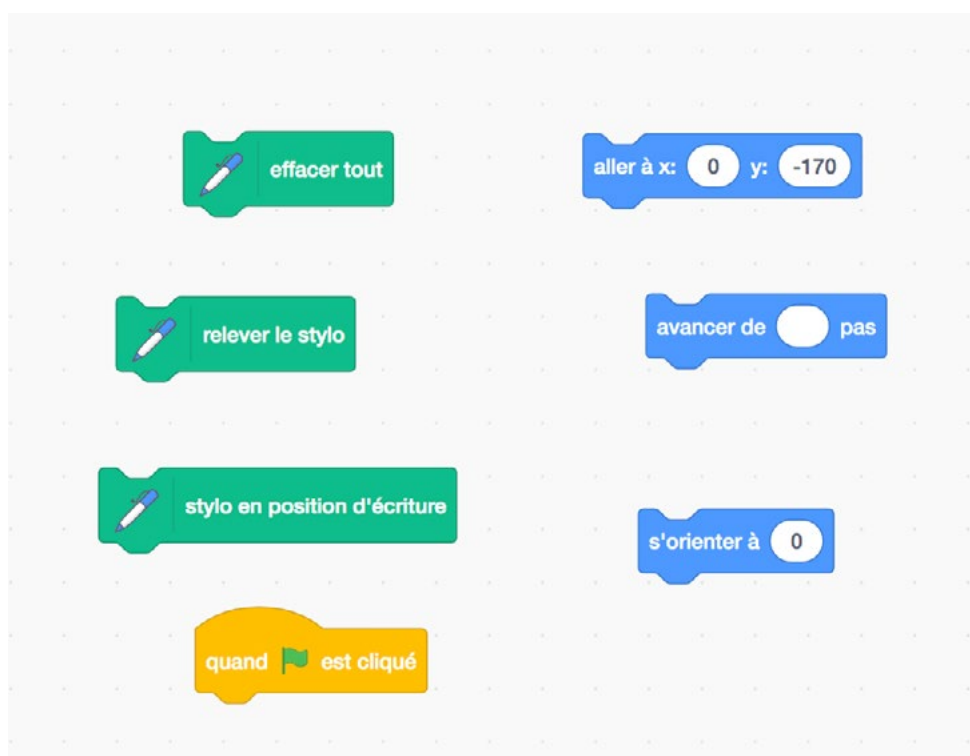 effacer tout
aller à x: 0 y: -170
relever le stylo
avancer de pas
stylo en position d'écriture
s'orienter à 0
quand est cliqué